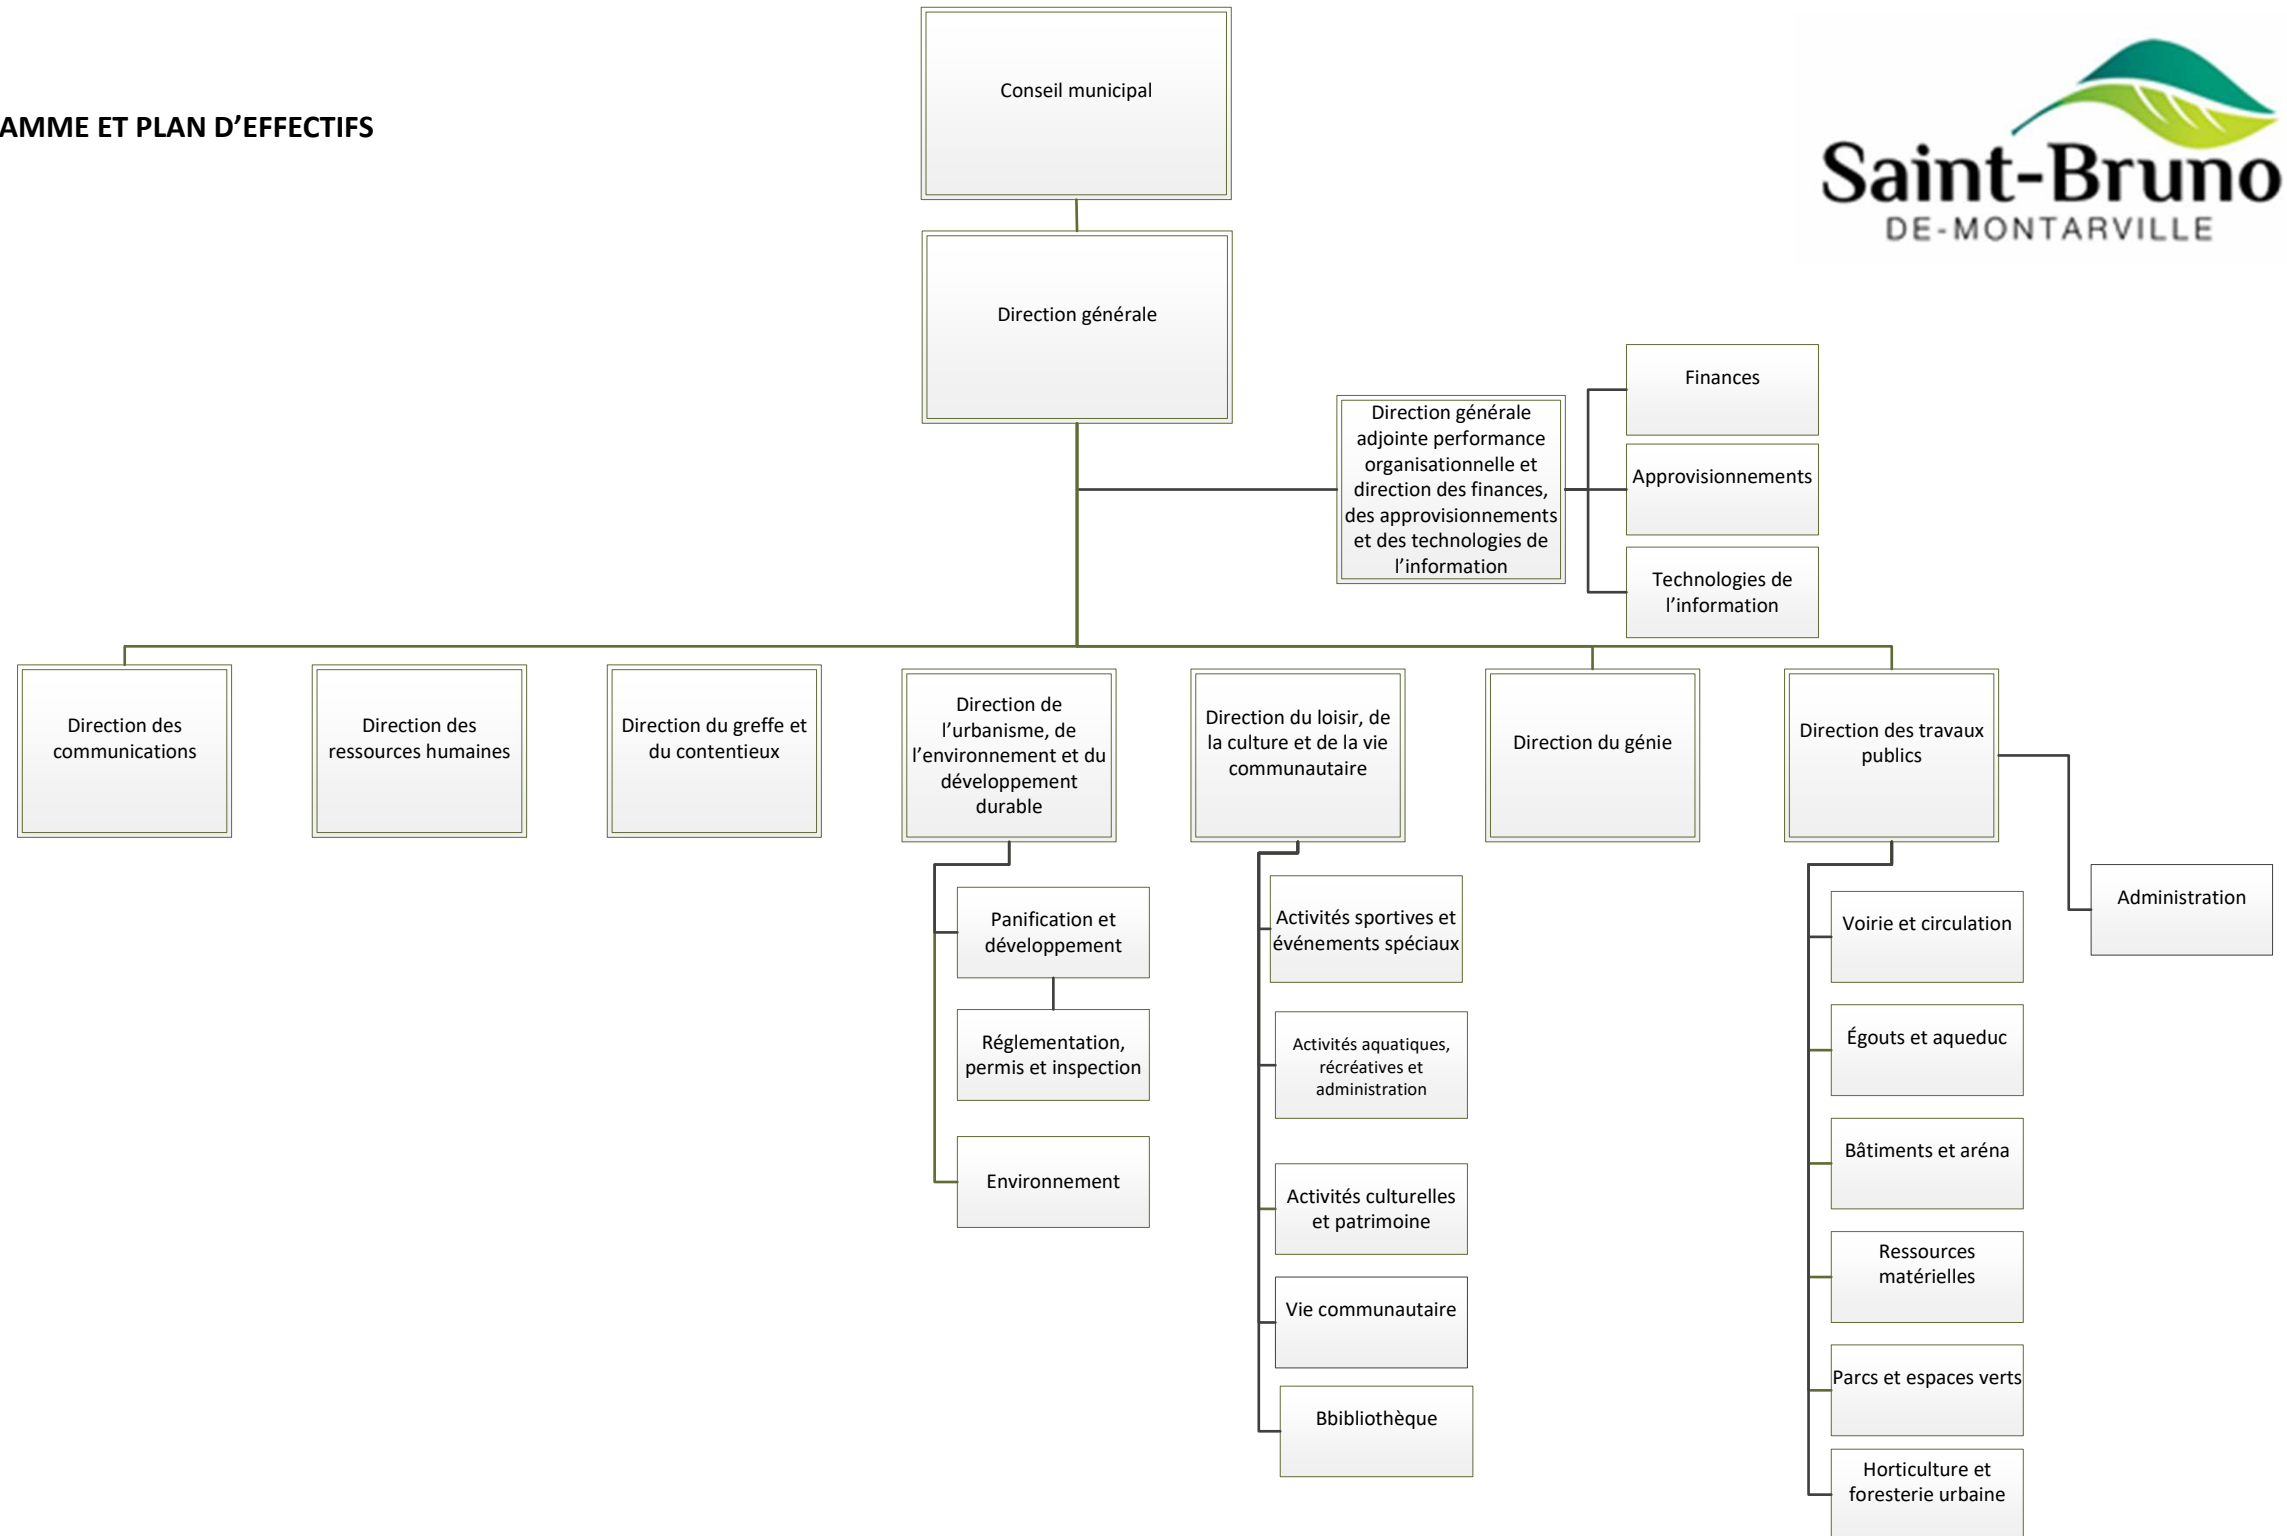 AMME ET PLAN D'EFFECTIFS
Conseil municipal
Saint-Bruno
DE-MONTARVILLE
Direction générale
Direction générale
adjointe performance
organisationnelle et
direction des finances,
des approvisionnements
et des technologies de
l'information
Finances
Approvisionnements
Technologies de
l'information
Direction des
communications
Direction des
ressources humaines
Direction du greffe et
du contentieux
Direction de
l'urbanisme, de
l'environnement et du
développement
durable
Direction du loisir, de
la culture et de la vie
communautaire
Direction du génie
Direction des travaux
publics
Panification et
développement
Réglementation,
permis et inspection
Environnement
Activités sportives et
événements spéciaux
Activités aquatiques,
récréatives et
administration
Activités culturelles
et patrimoine
Vie communautaire
Bbibliothèque
Voirie et circulation
Égouts et aqueduc
Bâtiments et aréna
Ressources
matérielles
Parcs et espaces verts
Horticulture et
foresterie urbaine
Administration